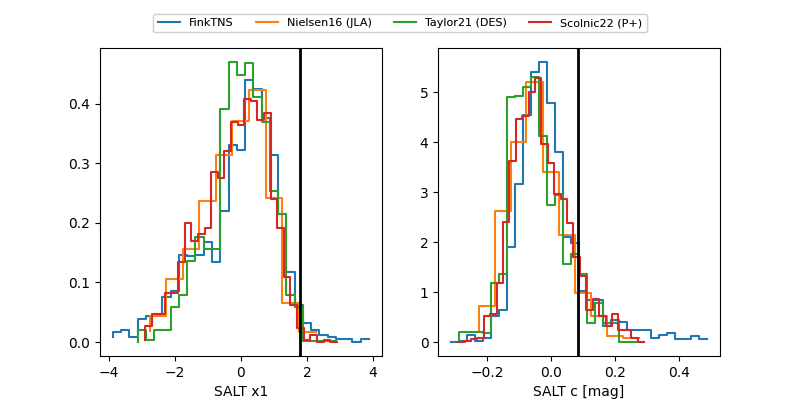 FinkTNS Nielsen16 (JLA) Taylor21 (DES) Scolnic22 (P+)
0.4
0.3
0.2
0.1
0.0
−4 −2 0 2 4
SALT x1
5
4
3
2
1
0
−0.2 0.0 0.2 0.4
SALT c [mag]